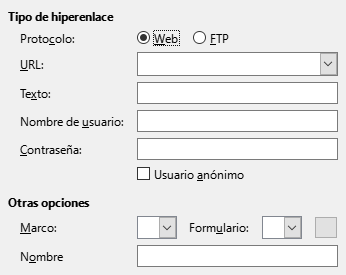 Tipo de hiperenlace
Protocolo: Web FTP
URL:
Texto:
Nombre de usuario:
Contraseña:
Usuario anónimo
Otras opciones
Marco: Formulario:
Nombre